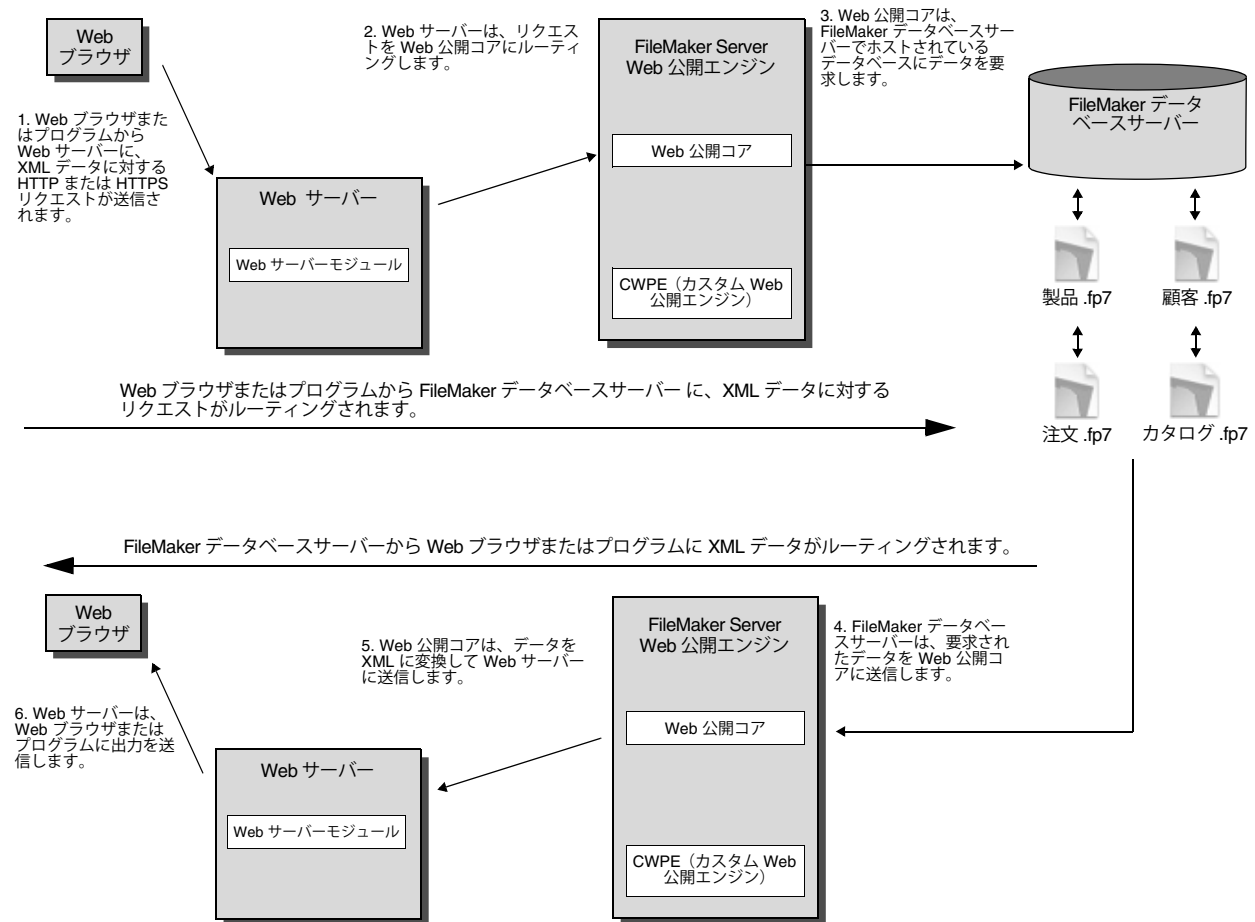 Web
ブラウザ
1. Web ブラウザまた
はプログラムから
Web サーバーに、
XML データに対する
HTTP または HTTPS
リクエストが送信さ
れます。
Web サーバー
Web サーバーモジュール
2. Web サーバーは、リクエ
ストを Web 公開コアにルーティ
ングします。
FileMaker Server
Web 公開エンジン
Web 公開コア
CWPE（カスタム Web
公開エンジン）
3. Web 公開コアは、
FileMaker データベースサー
バーでホストされている
データベースにデータを要
求します。
FileMaker データ
ベースサーバー
製品 .fp7
顧客 .fp7
注文 .fp7
カタログ .fp7
Web ブラウザまたはプログラムから FileMaker データベースサーバー に、XML データに対する
リクエストがルーティングされます。
FileMaker データベースサーバーから Web ブラウザまたはプログラムに XML データがルーティングされます。
FileMaker Server
Web 公開エンジン
Web 公開コア
CWPE（カスタム Web
公開エンジン）
4. FileMaker データベー
スサーバーは、要求され
たデータを Web 公開コ
アに送信します。
5. Web 公開コアは、データを
XML に変換して Web サーバー
に送信します。
Web サーバー
Web サーバーモジュール
Web
ブラウザ
6. Web サーバーは、
Web ブラウザまたは
プログラムに出力を送
信します。